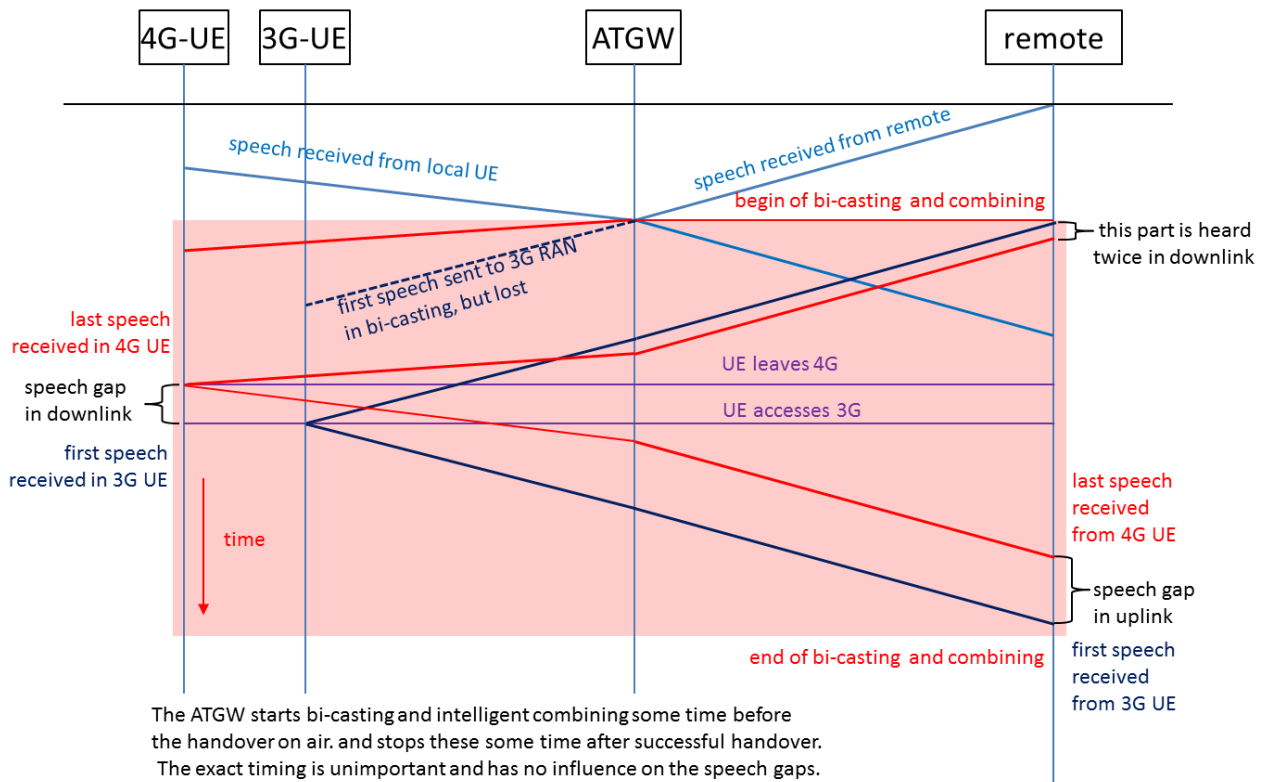 4G-UE
3G-UE
ATGW
remote
speech received from local UE
speech received from remote
begin of bi-casting and combining
this part is heard
twice in downlink
first speech sent to 3G RAN
in bi-casting, but lost
last speech
received in 4G UE
UE leaves 4G
speech gap
in downlink
UE accesses 3G
first speech
received in 3G UE
time
last speech
received
from 4G UE
speech gap
in uplink
end of bi-casting and combining
first speech
received
from 3G UE
The ATGW starts bi-casting and intelligent combining some time before
the handover on air. and stops these some time after successful handover.
The exact timing is unimportant and has no influence on the speech gaps.